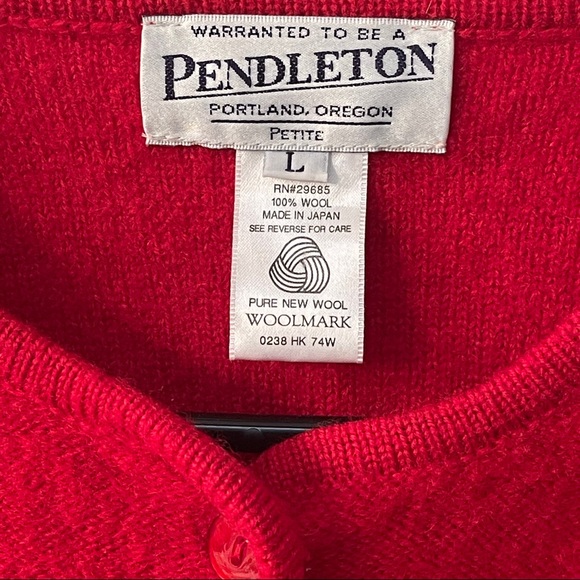 WARRANTED TO BE A
PENDLETON
PORTLAND, OREGON
PETITE
L
RN#29685
100% WOOL
MADE IN JAPAN
SEE REVERSE FOR CARE
PURE NEW WOOL
WOOLMARK
0238 HK 74W